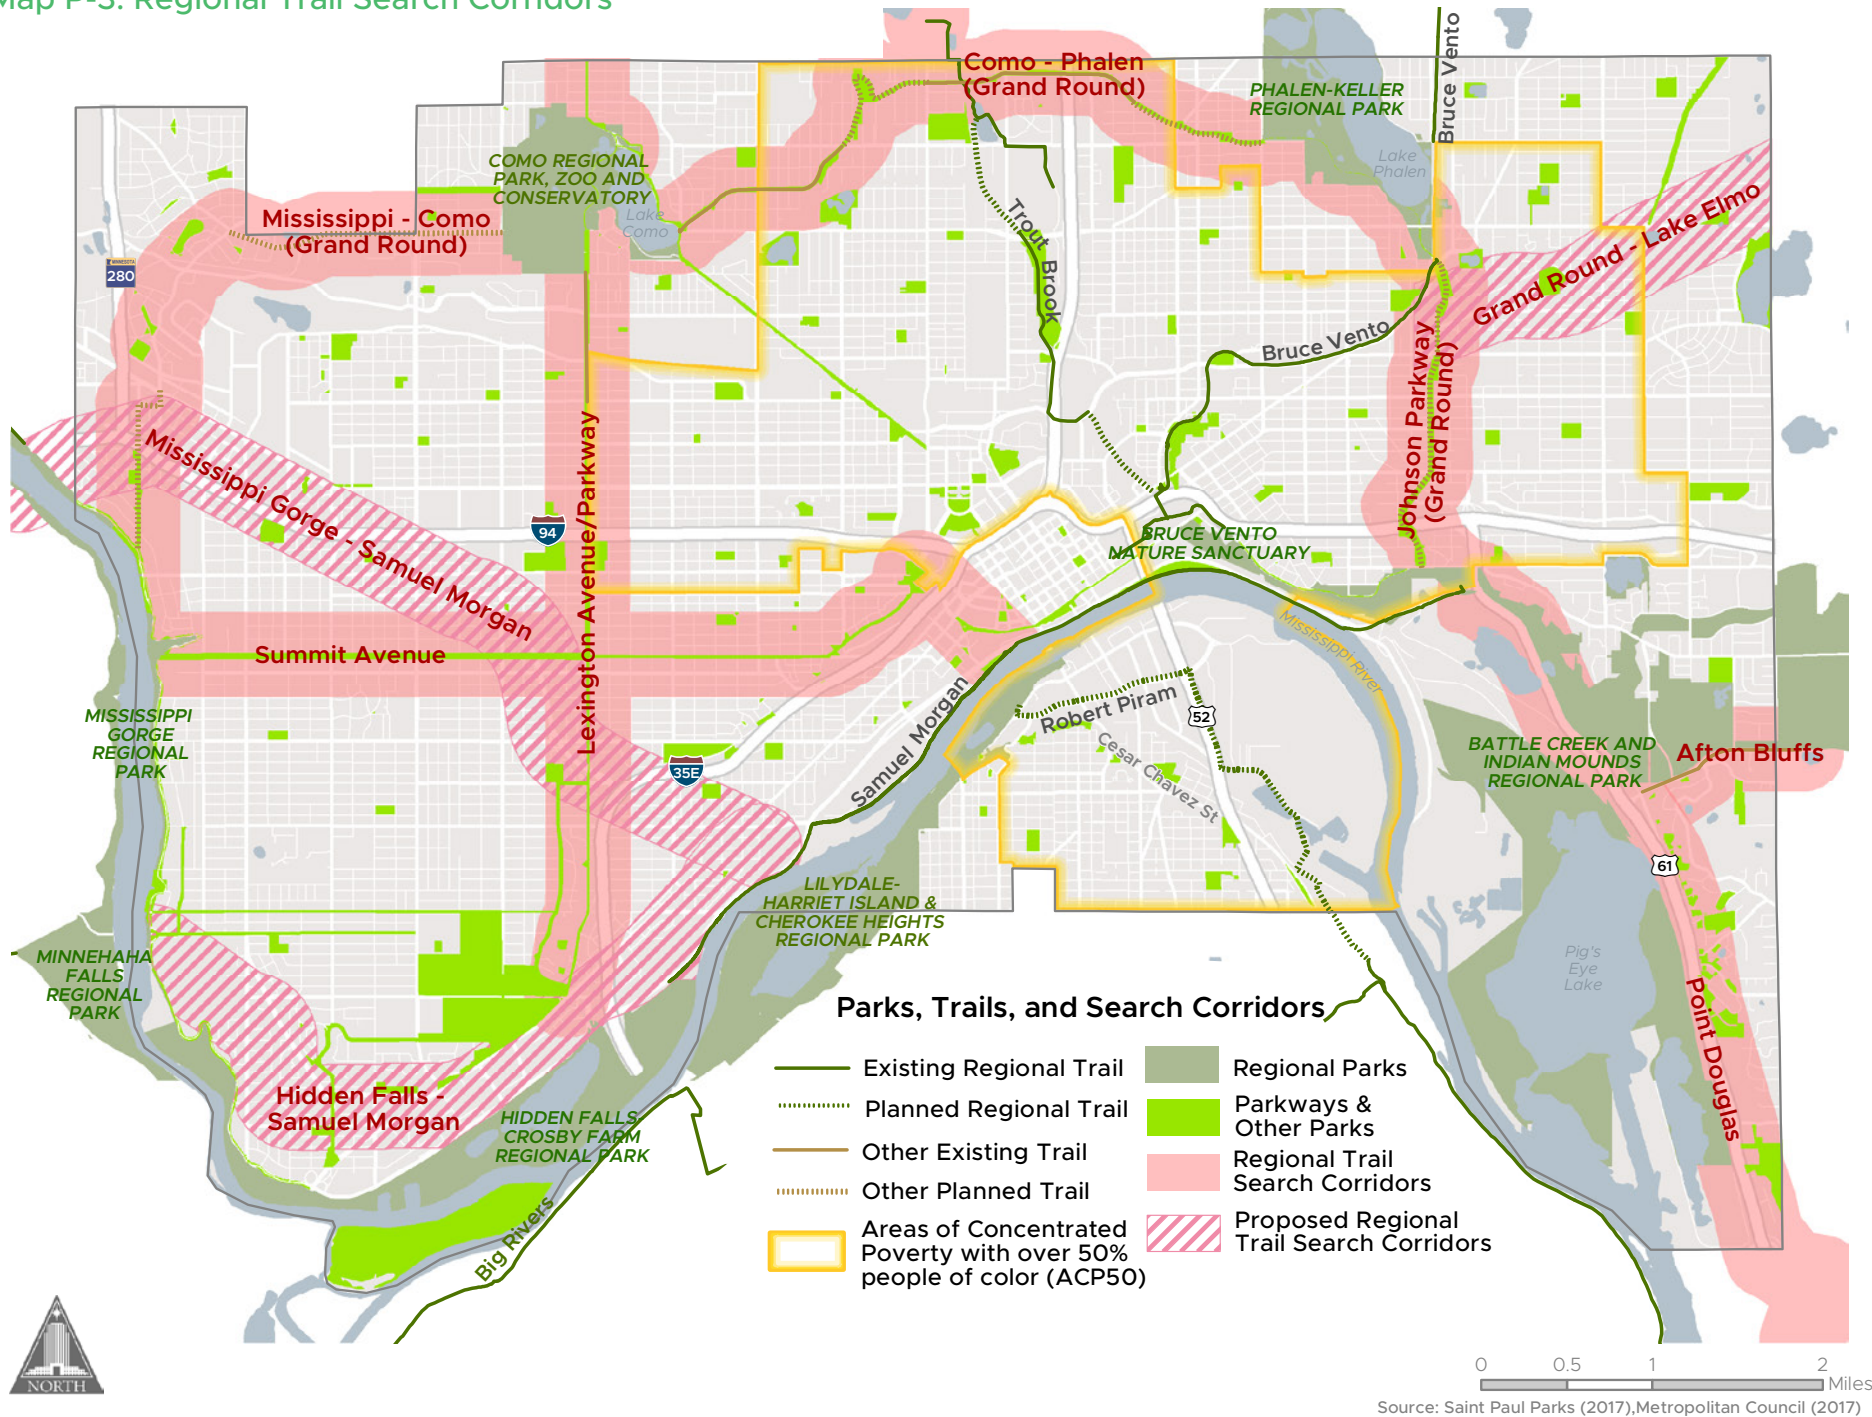 Map P-3: Regional Trail Search Corridors
Bruce Vento
Como - Phalen
(Grand Round)
PHALEN-KELLER
REGIONAL PARK
Lake
Phalen
COMO REGIONAL
PARK, ZOO AND
CONSERVATORY
Lake
Como
Mississippi - Como
(Grand Round)
MINNESOTA
280
Trout Brook
Grand Round - Lake Elmo
Bruce Vento
Johnson Parkway
(Grand Round)
Mississippi Gorge - Samuel Morgan
Lexington Avenue/Parkway
94
BRUCE VENTO
NATURE SANCTUARY
Summit Avenue
Mississippi River
Samuel Morgan
Robert Piram
52
Cesar Chavez St
MISSISSIPPI
GORGE
REGIONAL
PARK
35E
BATTLE CREEK AND
INDIAN MOUNDS
REGIONAL PARK
Afton Bluffs
61
LILYDALE-
HARRIET ISLAND &
CHEROKEE HEIGHTS
REGIONAL PARK
MINNEHAHA
FALLS
REGIONAL
PARK
Pig's
Eye
Lake
Point Douglas
Hidden Falls -
Samuel Morgan
HIDDEN FALLS
CROSBY FARM
REGIONAL PARK
Big Rivers
Parks, Trails, and Search Corridors
Existing Regional Trail
Planned Regional Trail
Other Existing Trail
Other Planned Trail
Areas of Concentrated
Poverty with over 50%
people of color (ACP50)
Regional Parks
Parkways &
Other Parks
Regional Trail
Search Corridors
Proposed Regional
Trail Search Corridors
NORTH
0 0.5 1 2
Miles
Source: Saint Paul Parks (2017),Metropolitan Council (2017)